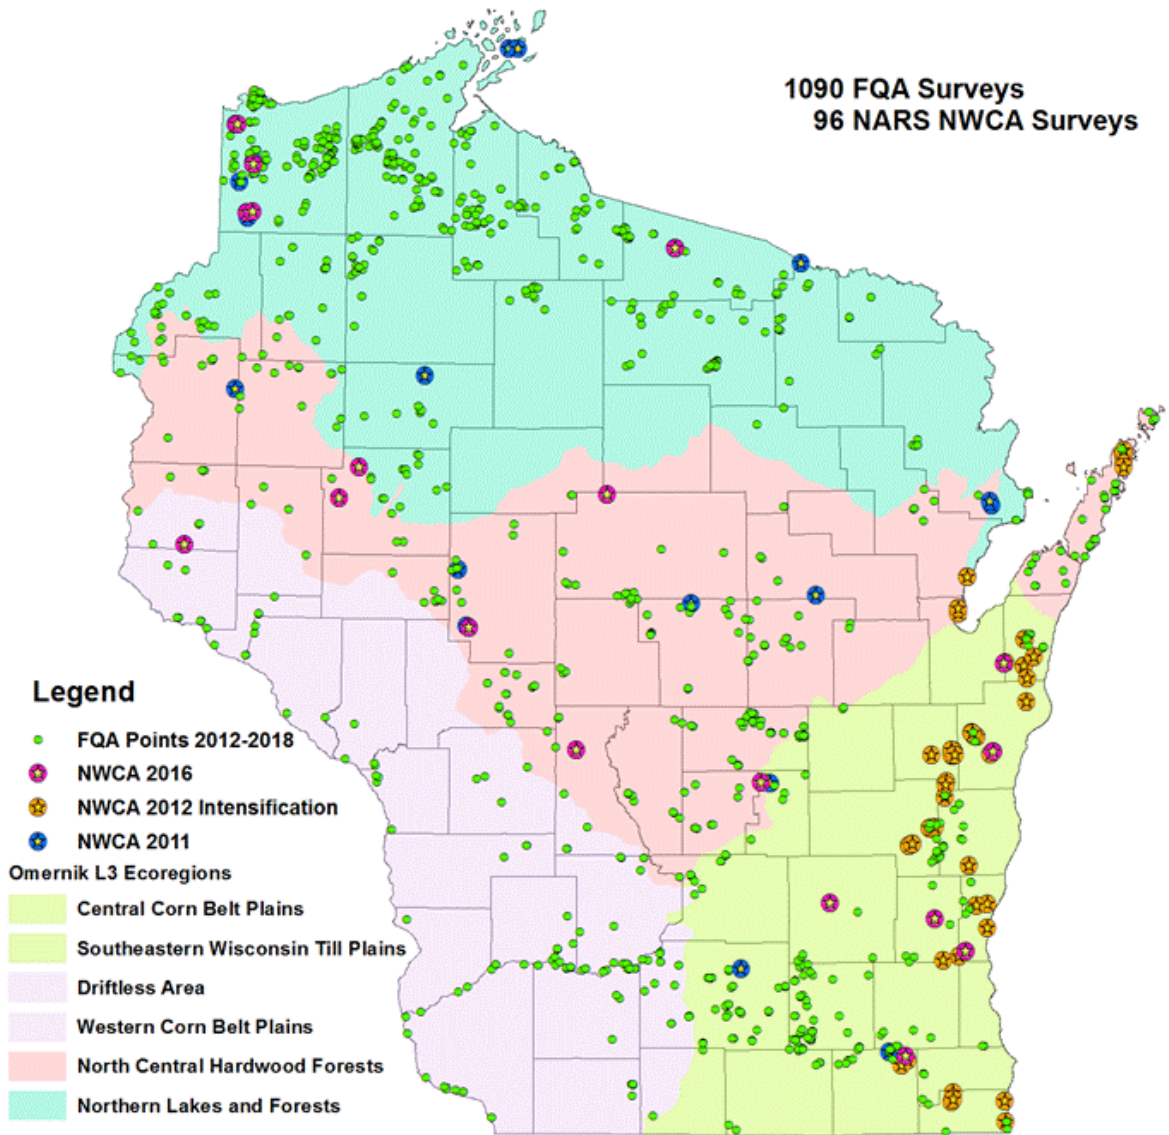 1090 FQA Surveys
96 NARS NWCA Surveys
Legend
FQA Points 2012-2018
NWCA 2016
NWCA 2012 Intensification
NWCA 2011
Omernik L3 Ecoregions
Central Corn Belt Plains
Southeastern Wisconsin Till Plains
Driftless Area
Western Corn Belt Plains
North Central Hardwood Forests
Northern Lakes and Forests